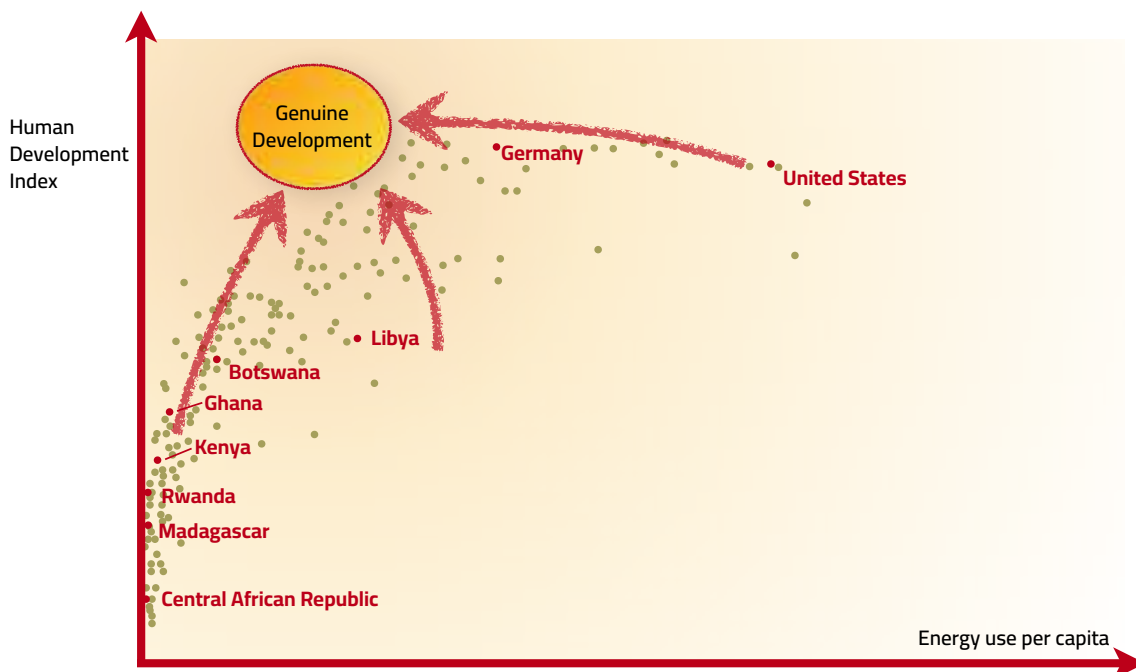 Genuine
Development
Human
Development
Index
Germany
United States
Libya
Botswana
Ghana
Kenya
Rwanda
Madagascar
Central African Republic
Energy use per capita